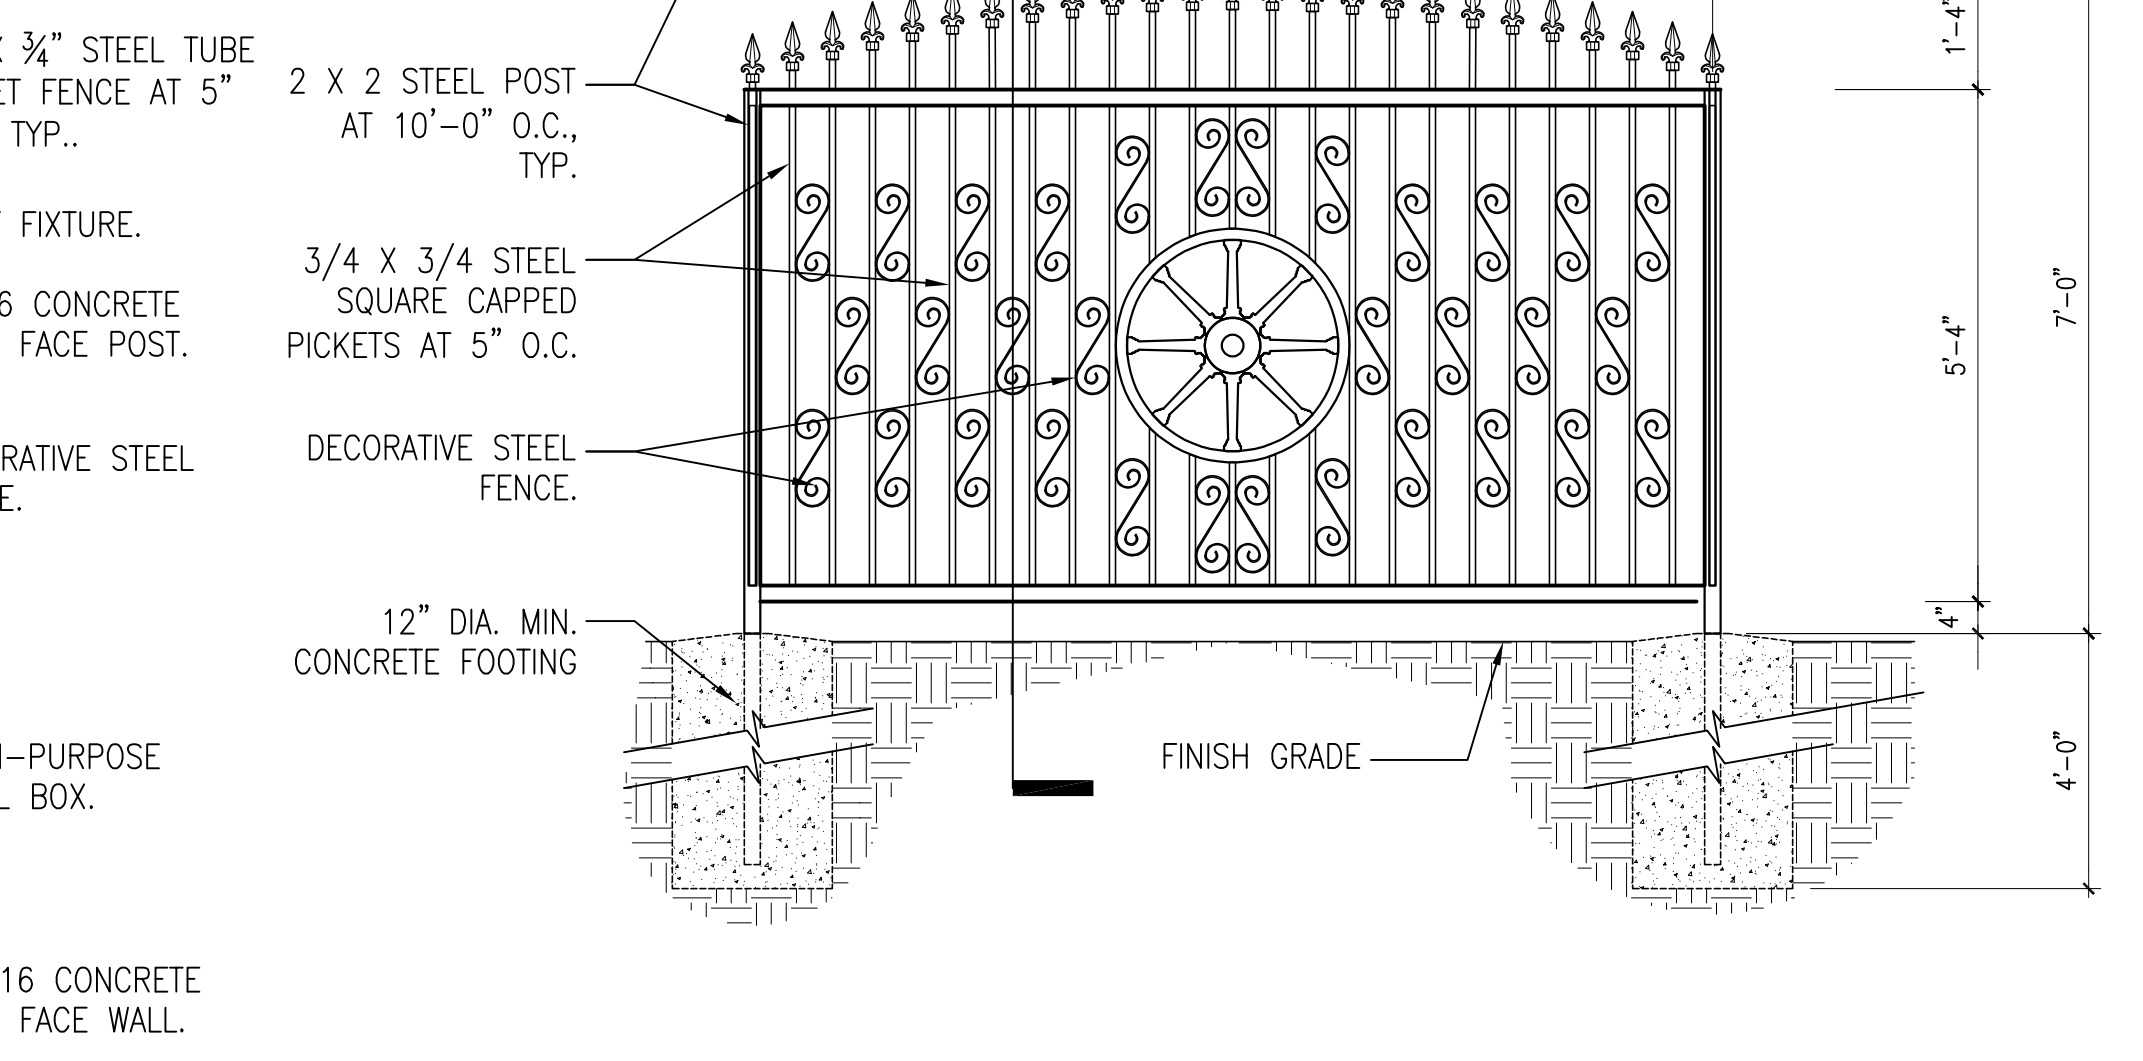 X ¾" STEEL TUBE
ET FENCE AT 5"
TYP..
FIXTURE.
6 CONCRETE
FACE POST.
RATIVE STEEL
E.
I-PURPOSE
L BOX.
16 CONCRETE
FACE WALL.
2 X 2 STEEL POST
AT 10'-0" O.C.,
TYP.
3/4 X 3/4 STEEL
SQUARE CAPPED
PICKETS AT 5" O.C.
DECORATIVE STEEL
FENCE.
12" DIA. MIN.
CONCRETE FOOTING
FINISH GRADE
1'-4"
5'-4"
4"
7'-0"
4'-0"